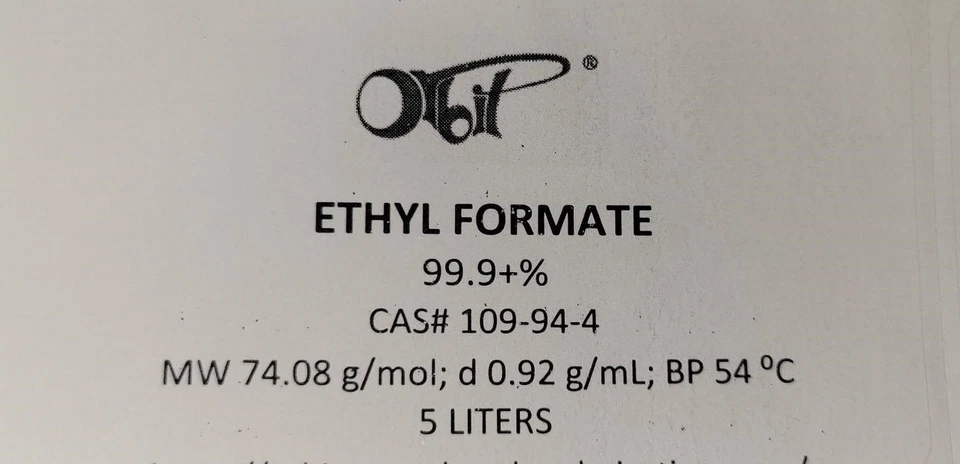 Orbit®
ETHYL FORMATE
99.9+%
CAS# 109-94-4
MW 74.08 g/mol; d 0.92 g/mL; BP 54 ⁰C
5 LITERS